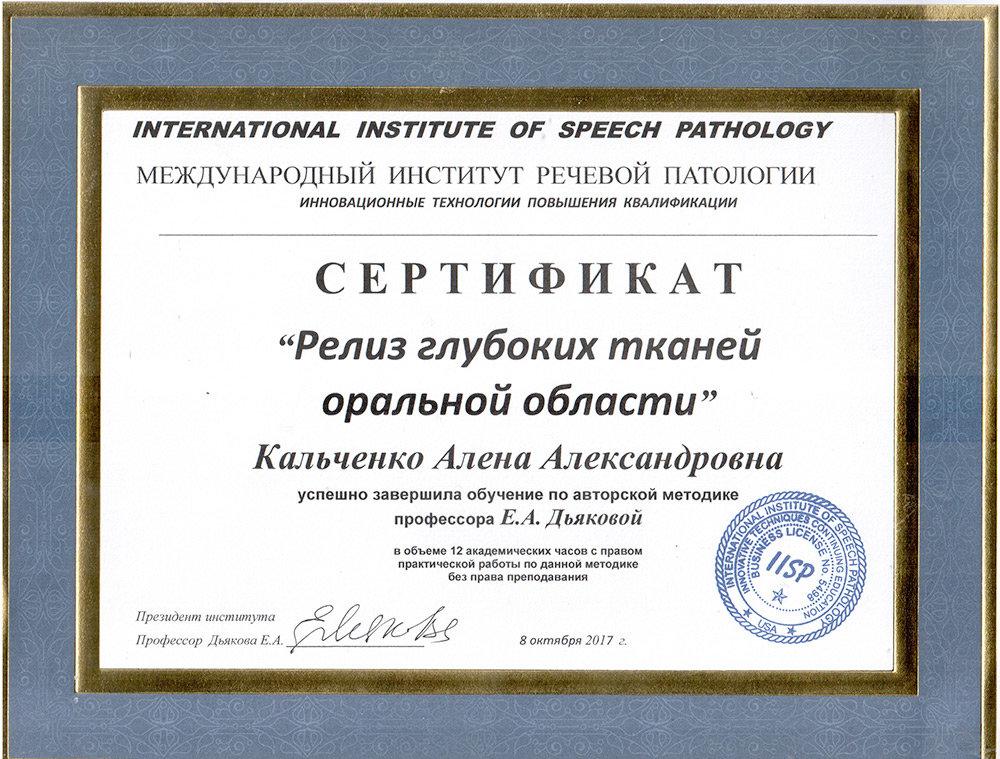 INTERNATIONAL INSTITUTE OF SPEECH PATHOLOGY
МЕЖДУНАРОДНЫЙ ИНСТИТУТ РЕЧЕВОЙ ПАТОЛОГИИ
ИННОВАЦИОННЫЕ ТЕХНОЛОГИИ ПОВЫШЕНИЯ КВАЛИФИКАЦИИ
СЕРТИФИКАТ
“Релиз глубоких тканей
оральной области”
Кальченко Алена Александровна
успешно завершила обучение по авторской методике
профессора Е.А. Дьяковой
в объеме 12 академических часов с правом
практической работы по данной методике
без права преподавания
INTERNATIONAL INSTITUTE OF SPEECH PATHOLOGY
INNOVATIVE TECHNIQUES CONTINUING EDUCATION
BUSINESS LICENSE № 5498
IISP
USA
Президент института
Профессор Дьякова Е.А.
8 октября 2017 г.